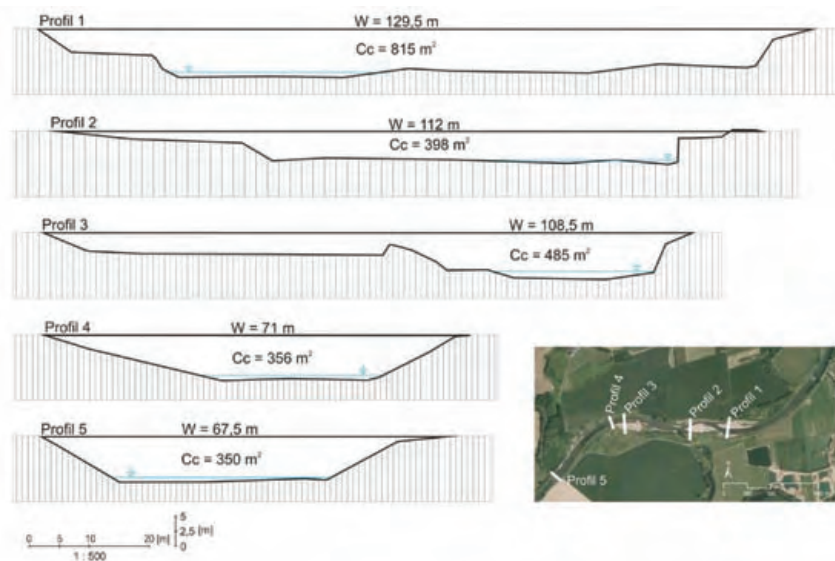 Profil 1
W = 129,5 m
Cc = 815 m²
Profil 2
W = 112 m
Cc = 398 m²
Profil 3
W = 108,5 m
Cc = 485 m²
Profil 4
W = 71 m
Cc = 356 m²
Profil 5
W = 67,5 m
Cc = 350 m²
Profil 4
Profil 3
Profil 2
Profil 1
Profil 5
5
2,5 [m]
0
0 10 20 [m]
1 : 500